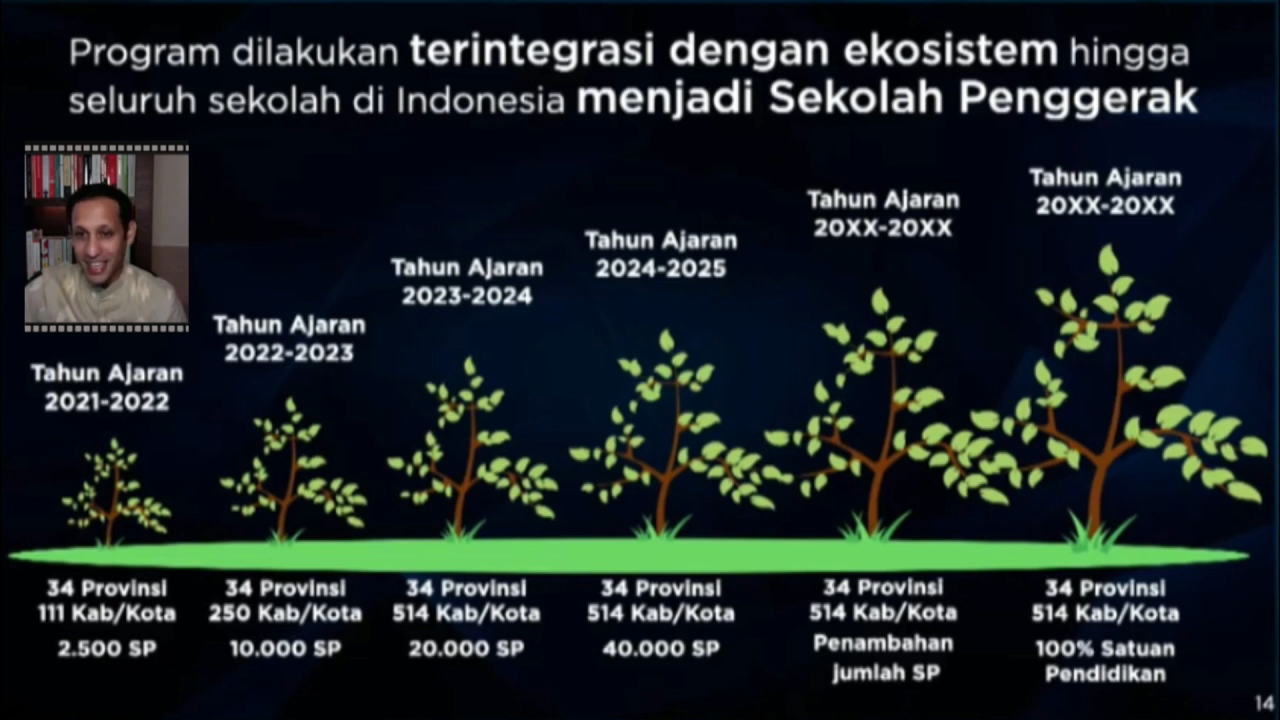 Program dilakukan terintegrasi dengan ekosistem hingga
seluruh sekolah di Indonesia menjadi Sekolah Penggerak
Tahun Ajaran
2021-2022
Tahun Ajaran
2022-2023
Tahun Ajaran
2023-2024
Tahun Ajaran
2024-2025
Tahun Ajaran
20XX-20XX
Tahun Ajaran
20XX-20XX
34 Provinsi
111 Kab/Kota
2.500 SP
34 Provinsi
250 Kab/Kota
10.000 SP
34 Provinsi
514 Kab/Kota
20.000 SP
34 Provinsi
514 Kab/Kota
40.000 SP
34 Provinsi
514 Kab/Kota
Penambahan
jumlah SP
34 Provinsi
514 Kab/Kota
100% Satuan
Pendidikan
14